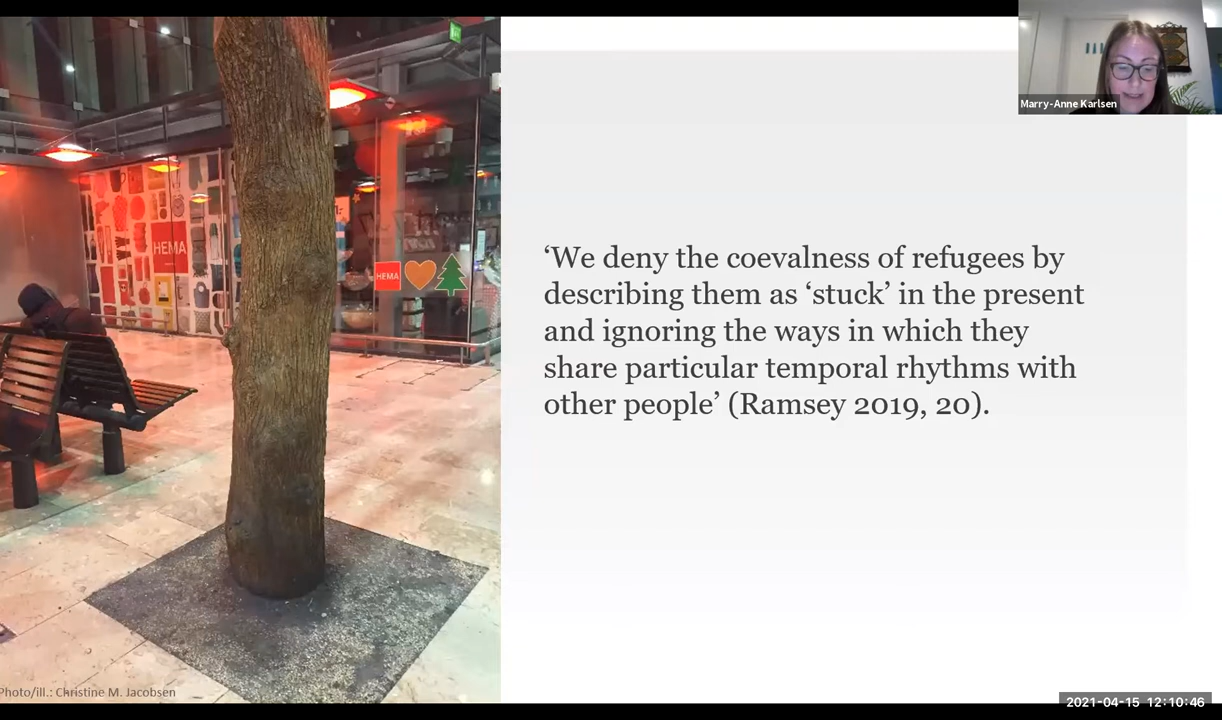 Marry-Anne Karlsen
HEMA
HEMA
‘We deny the coevalness of refugees by
describing them as ‘stuck’ in the present
and ignoring the ways in which they
share particular temporal rhythms with
other people’ (Ramsey 2019, 20).
Photo/ill.: Christine M. Jacobsen
2021-04-15 12:10:46